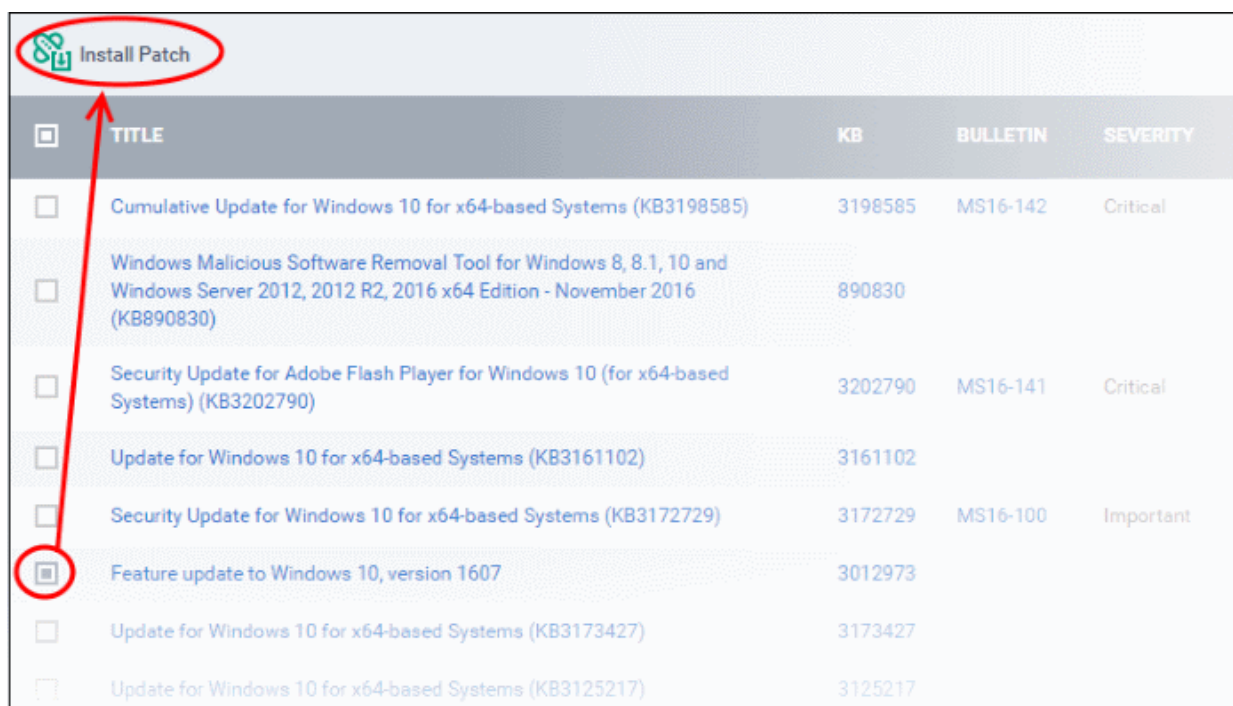 Install Patch
TITLE KB BULLETIN SEVERITY
Cumulative Update for Windows 10 for x64-based Systems (KB3198585) 3198585 MS16-142 Critical
Windows Malicious Software Removal Tool for Windows 8, 8.1, 10 and
Windows Server 2012, 2012 R2, 2016 x64 Edition - November 2016 890830
(KB890830)
Security Update for Adobe Flash Player for Windows 10 (for x64-based
Systems) (KB3202790) 3202790 MS16-141 Critical
Update for Windows 10 for x64-based Systems (KB3161102) 3161102
Security Update for Windows 10 for x64-based Systems (KB3172729) 3172729 MS16-100 Important
Feature update to Windows 10, version 1607 3012973
Update for Windows 10 for x64-based Systems (KB3173427) 3173427
Update for Windows 10 for x64-based Systems (KB3125217) 3125217